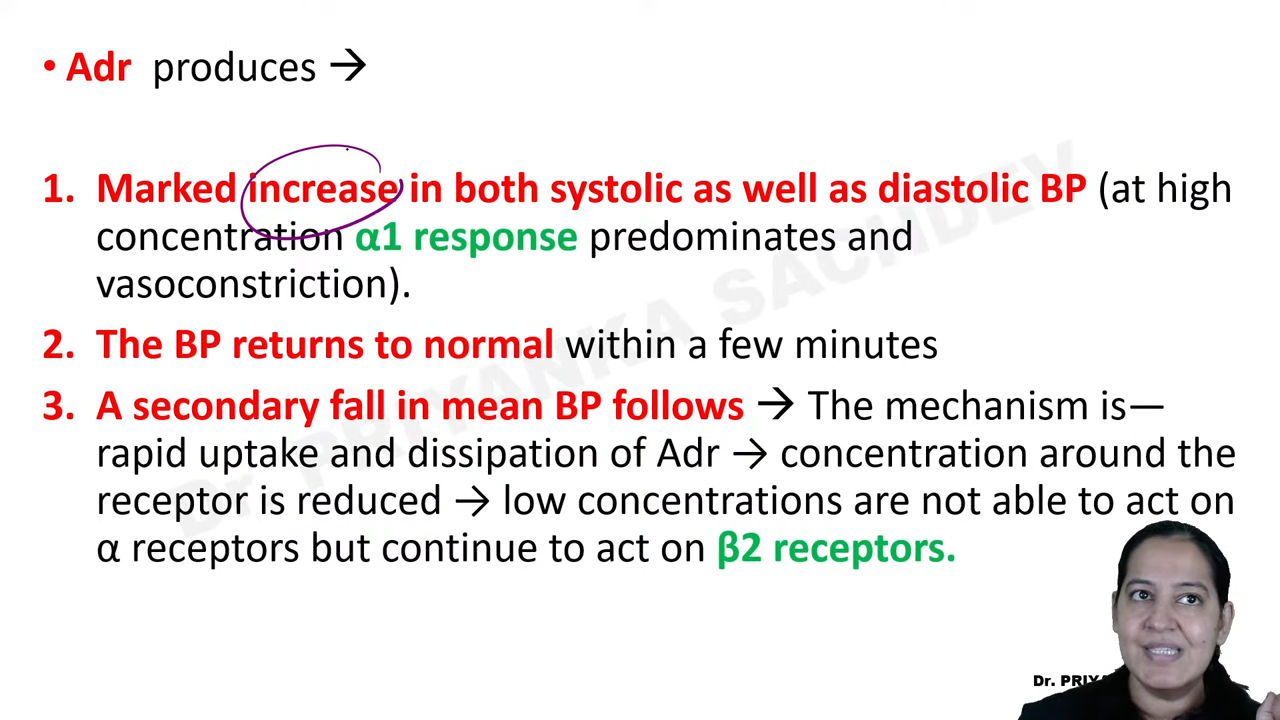 • Adr produces →
1. Marked increase in both systolic as well as diastolic BP (at high
concentration α1 response predominates and
vasoconstriction).
2. The BP returns to normal within a few minutes
3. A secondary fall in mean BP follows → The mechanism is—
rapid uptake and dissipation of Adr → concentration around the
receptor is reduced → low concentrations are not able to act on
α receptors but continue to act on β2 receptors.
Dr. PRIYANKA SACHDEV
Dr.